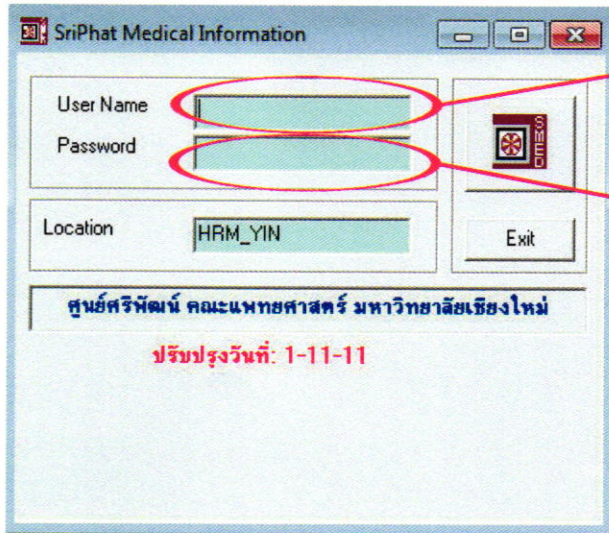 SriPhat Medical Information
User Name
Password
SMED
Location
HRM_YIN
Exit
ศูนย์ศรีพัฒน์ คณะแพทยศาสตร์ มหาวิทยาลัยเชียงใหม่
ปรับปรุงวันที่: 1-11-11